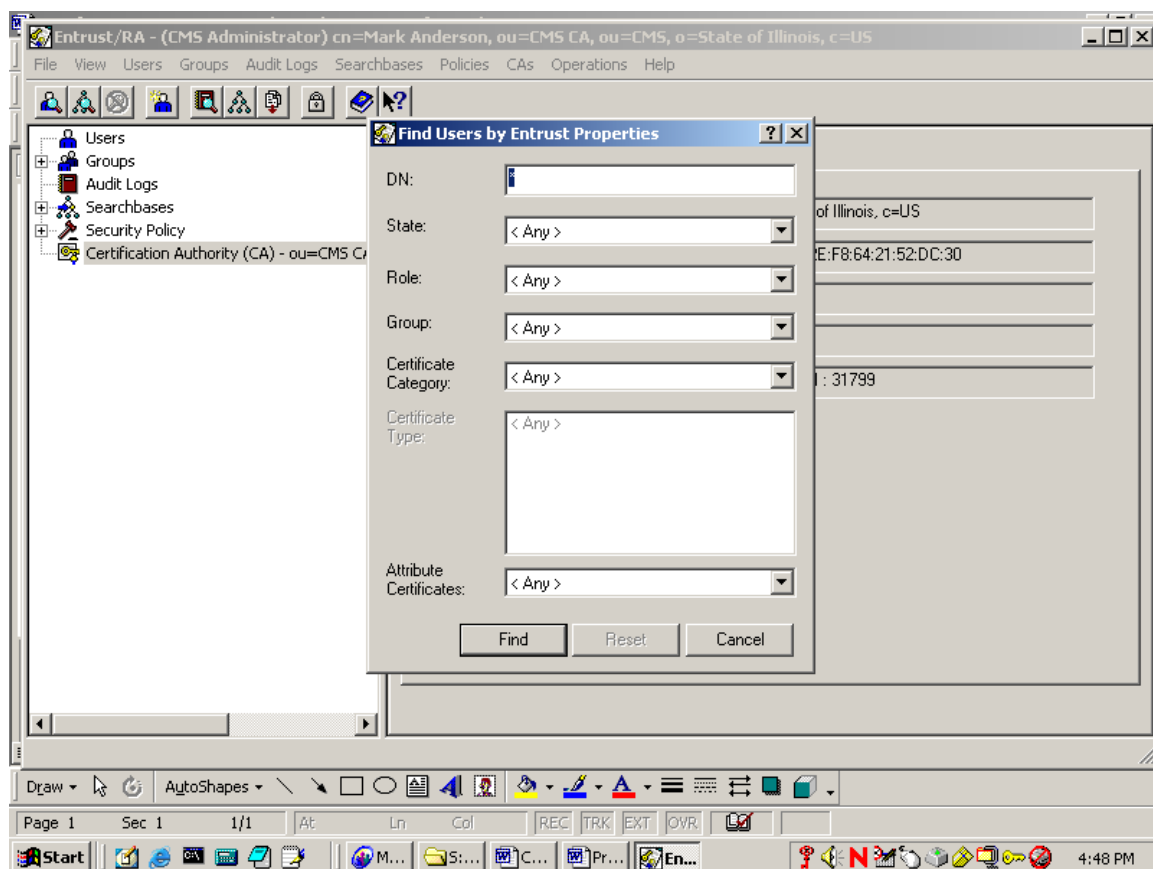 Entrust/RA - (CMS Administrator) cn=Mark Anderson, ou=CMS CA, ou=CMS, o=State of Illinois, c=US
File View Users Groups Audit Logs Searchbases Policies CAs Operations Help
Users
Groups
Audit Logs
Searchbases
Security Policy
Certification Authority (CA) - ou=CMS
Find Users by Entrust Properties
DN: *
State: < Any >
Role: < Any >
Group: < Any >
Certificate
Category: < Any >
Certificate
Type: < Any >
Attribute
Certificates: < Any >
Find Reset Cancel
of Illinois, c=US
:F8:64:21:52:DC:30
: 31799
Draw AutoShapes
Page 1 Sec 1 1/1 At Ln Col REC TRK EXT OVR
Start M... S:... C... Pr... En... 4:48 PM